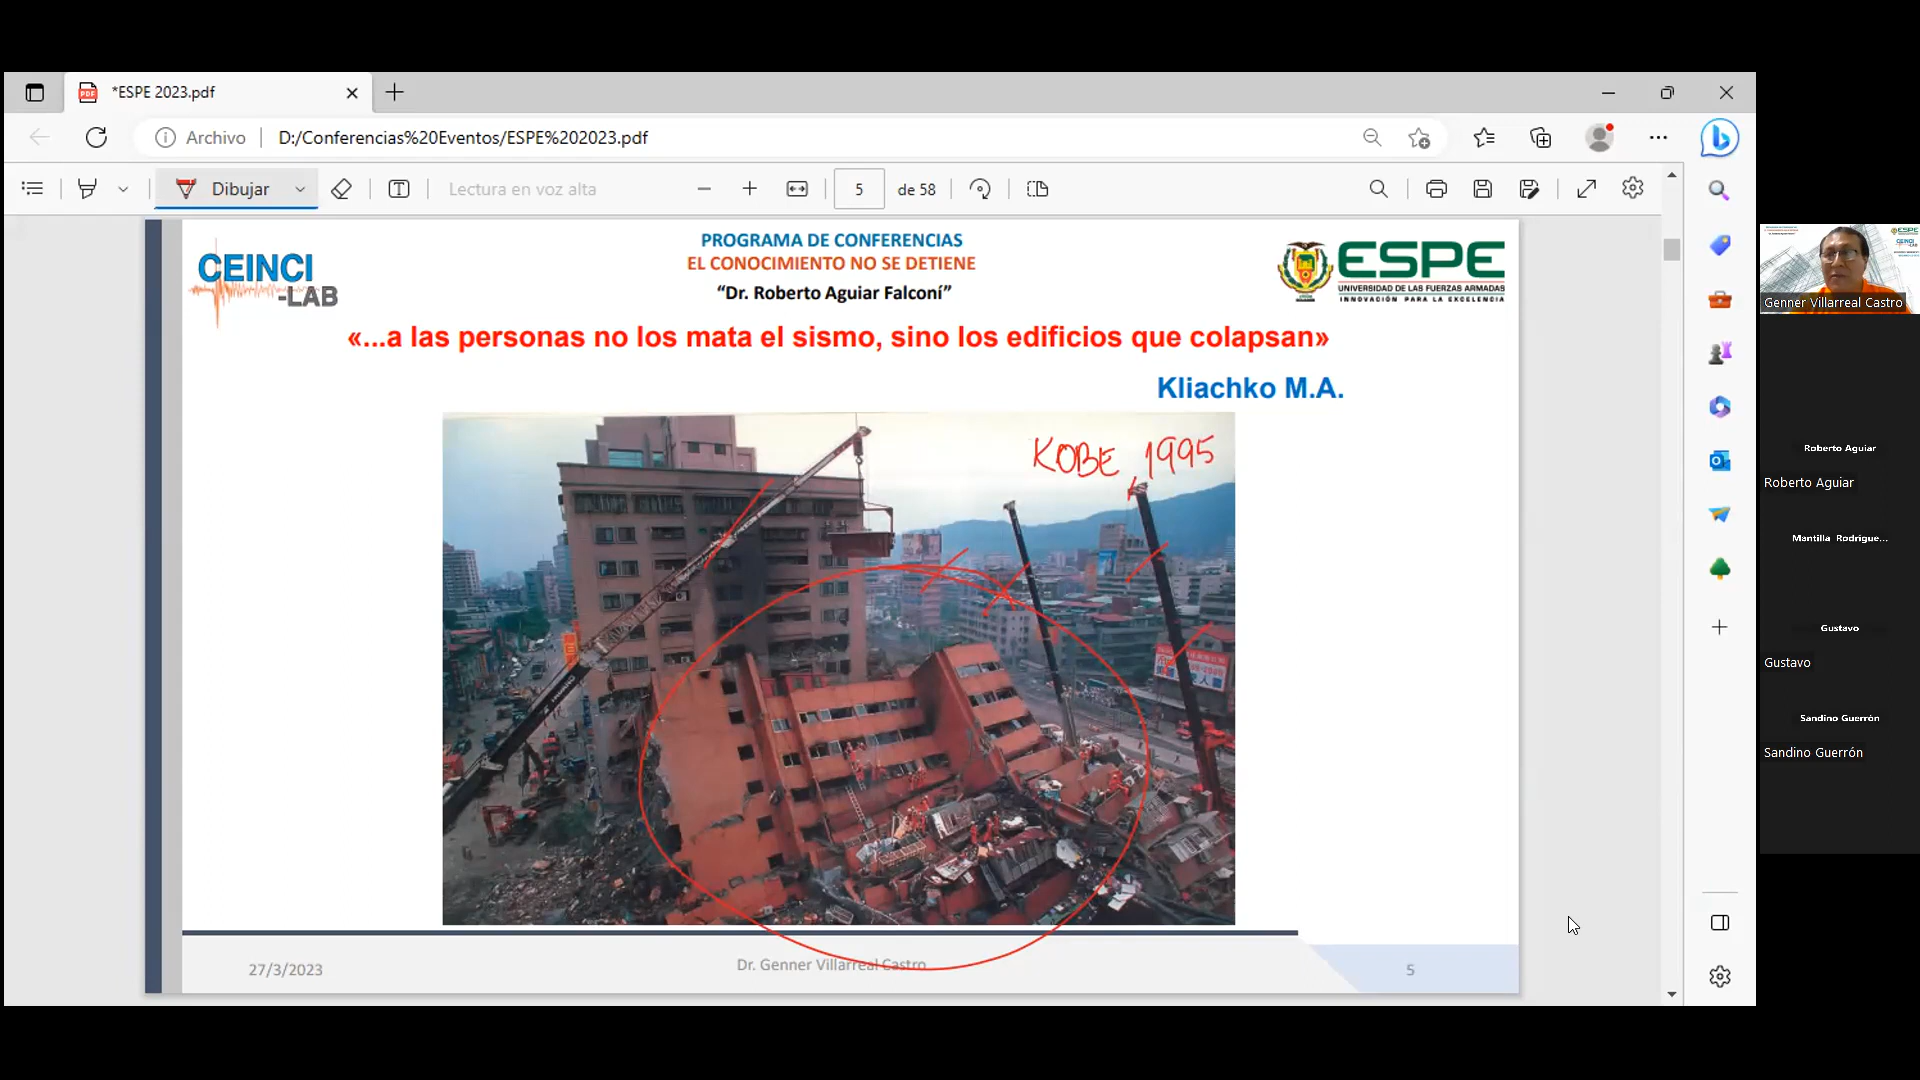 *ESPE 2023.pdf
Archivo
D:/Conferencias%20Eventos/ESPE%202023.pdf
Dibujar
Lectura en voz alta
5
de 58
CEINCI
-LAB
PROGRAMA DE CONFERENCIAS
EL CONOCIMIENTO NO SE DETIENE
“Dr. Roberto Aguiar Falconí”
ESPE
UNIVERSIDAD DE LAS FUERZAS ARMADAS
INNOVACIÓN PARA LA EXCELENCIA
«...a las personas no los mata el sismo, sino los edificios que colapsan»
Kliachko M.A.
KOBE 1995
27/3/2023
Dr. Genner Villarreal Castro
5
Genner Villarreal Castro
Roberto Aguiar
Roberto Aguiar
Mantilla Rodrigue...
Gustavo
Gustavo
Sandino Guerrón
Sandino Guerrón